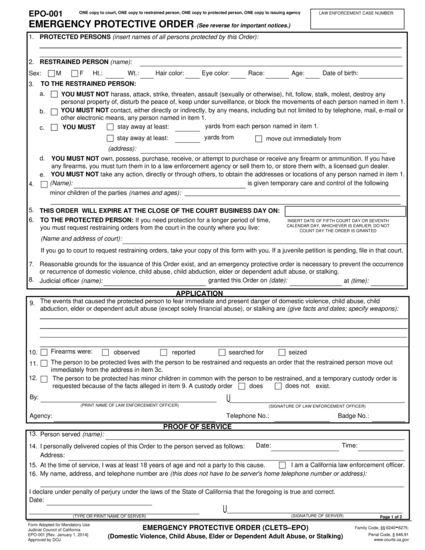 EPO-001
ONE copy to court, ONE copy to restrained person, ONE copy to protected person, ONE copy to issuing agency
LAW ENFORCEMENT CASE NUMBER
EMERGENCY PROTECTIVE ORDER (See reverse for important notices.)
1. PROTECTED PERSONS (insert names of all persons protected by this Order):
2. RESTRAINED PERSON (name):
Sex: M F Ht.: Wt.: Hair color: Eye color: Race: Age: Date of birth:
3. TO THE RESTRAINED PERSON:
a. YOU MUST NOT harass, attack, strike, threaten, assault (sexually or otherwise), hit, follow, stalk, molest, destroy any
personal property of, disturb the peace of, keep under surveillance, or block the movements of each person named in item 1.
b. YOU MUST NOT contact, either directly or indirectly, by any means, including but not limited to by telephone, mail, e-mail or
other electronic means, any person named in item 1.
c. YOU MUST stay away at least: yards from each person named in item 1.
stay away at least: yards from move out immediately from
(address):
d. YOU MUST NOT own, possess, purchase, receive, or attempt to purchase or receive any firearm or ammunition. If you have
any firearms, you must turn them in to a law enforcement agency or sell them to, or store them with, a licensed gun dealer.
e. YOU MUST NOT take any action, directly or through others, to obtain the addresses or locations of any person named in item 1.
4. (Name): is given temporary care and control of the following
minor children of the parties (names and ages):
5. THIS ORDER WILL EXPIRE AT THE CLOSE OF THE COURT BUSINESS DAY ON:
INSERT DATE OF FIFTH COURT DAY OR SEVENTH
CALENDAR DAY, WHICHEVER IS EARLIER, DO NOT
COUNT DAY THE ORDER IS GRANTED
6. TO THE PROTECTED PERSON: If you need protection for a longer period of time,
you must request restraining orders from the court in the county where you live:
(Name and address of court):
If you go to court to request restraining orders, take your copy of this form with you. If a juvenile petition is pending, file in that court.
7. Reasonable grounds for the issuance of this Order exist, and an emergency protective order is necessary to prevent the occurrence
or recurrence of domestic violence, child abuse, child abduction, elder or dependent adult abuse, or stalking.
8. Judicial officer (name): granted this Order on (date): at (time):
APPLICATION
9. The events that caused the protected person to fear immediate and present danger of domestic violence, child abuse, child
abduction, elder or dependent adult abuse (except solely financial abuse), or stalking are (give facts and dates; specify weapons):
10. Firearms were: observed reported searched for seized
11. The person to be protected lives with the person to be restrained and requests an order that the restrained person move out
immediately from the address in item 3c.
12. The person to be protected has minor children in common with the person to be restrained, and a temporary custody order is
requested because of the facts alleged in item 9. A custody order does does not exist.
By:
(PRINT NAME OF LAW ENFORCEMENT OFFICER) (SIGNATURE OF LAW ENFORCEMENT OFFICER)
Agency: Telephone No.: Badge No.:
PROOF OF SERVICE
13. Person served (name):
14. I personally delivered copies of this Order to the person served as follows: Date: Time:
Address:
15. At the time of service, I was at least 18 years of age and not a party to this cause. I am a California law enforcement officer.
16. My name, address, and telephone number are (this does not have to be server's home telephone number or address):
I declare under penalty of perjury under the laws of the State of California that the foregoing is true and correct.
Date:
(TYPE OR PRINT NAME OF SERVER) (SIGNATURE OF SERVER) Page 1 of 2
Form Adopted for Mandatory Use
Judicial Council of California
EPO-001 [Rev. January 1, 2014]
Approved by DOJ
EMERGENCY PROTECTIVE ORDER (CLETS–EPO)
(Domestic Violence, Child Abuse, Elder or Dependent Adult Abuse, or Stalking)
Penal Code, § 646.91
www.courts.ca.gov